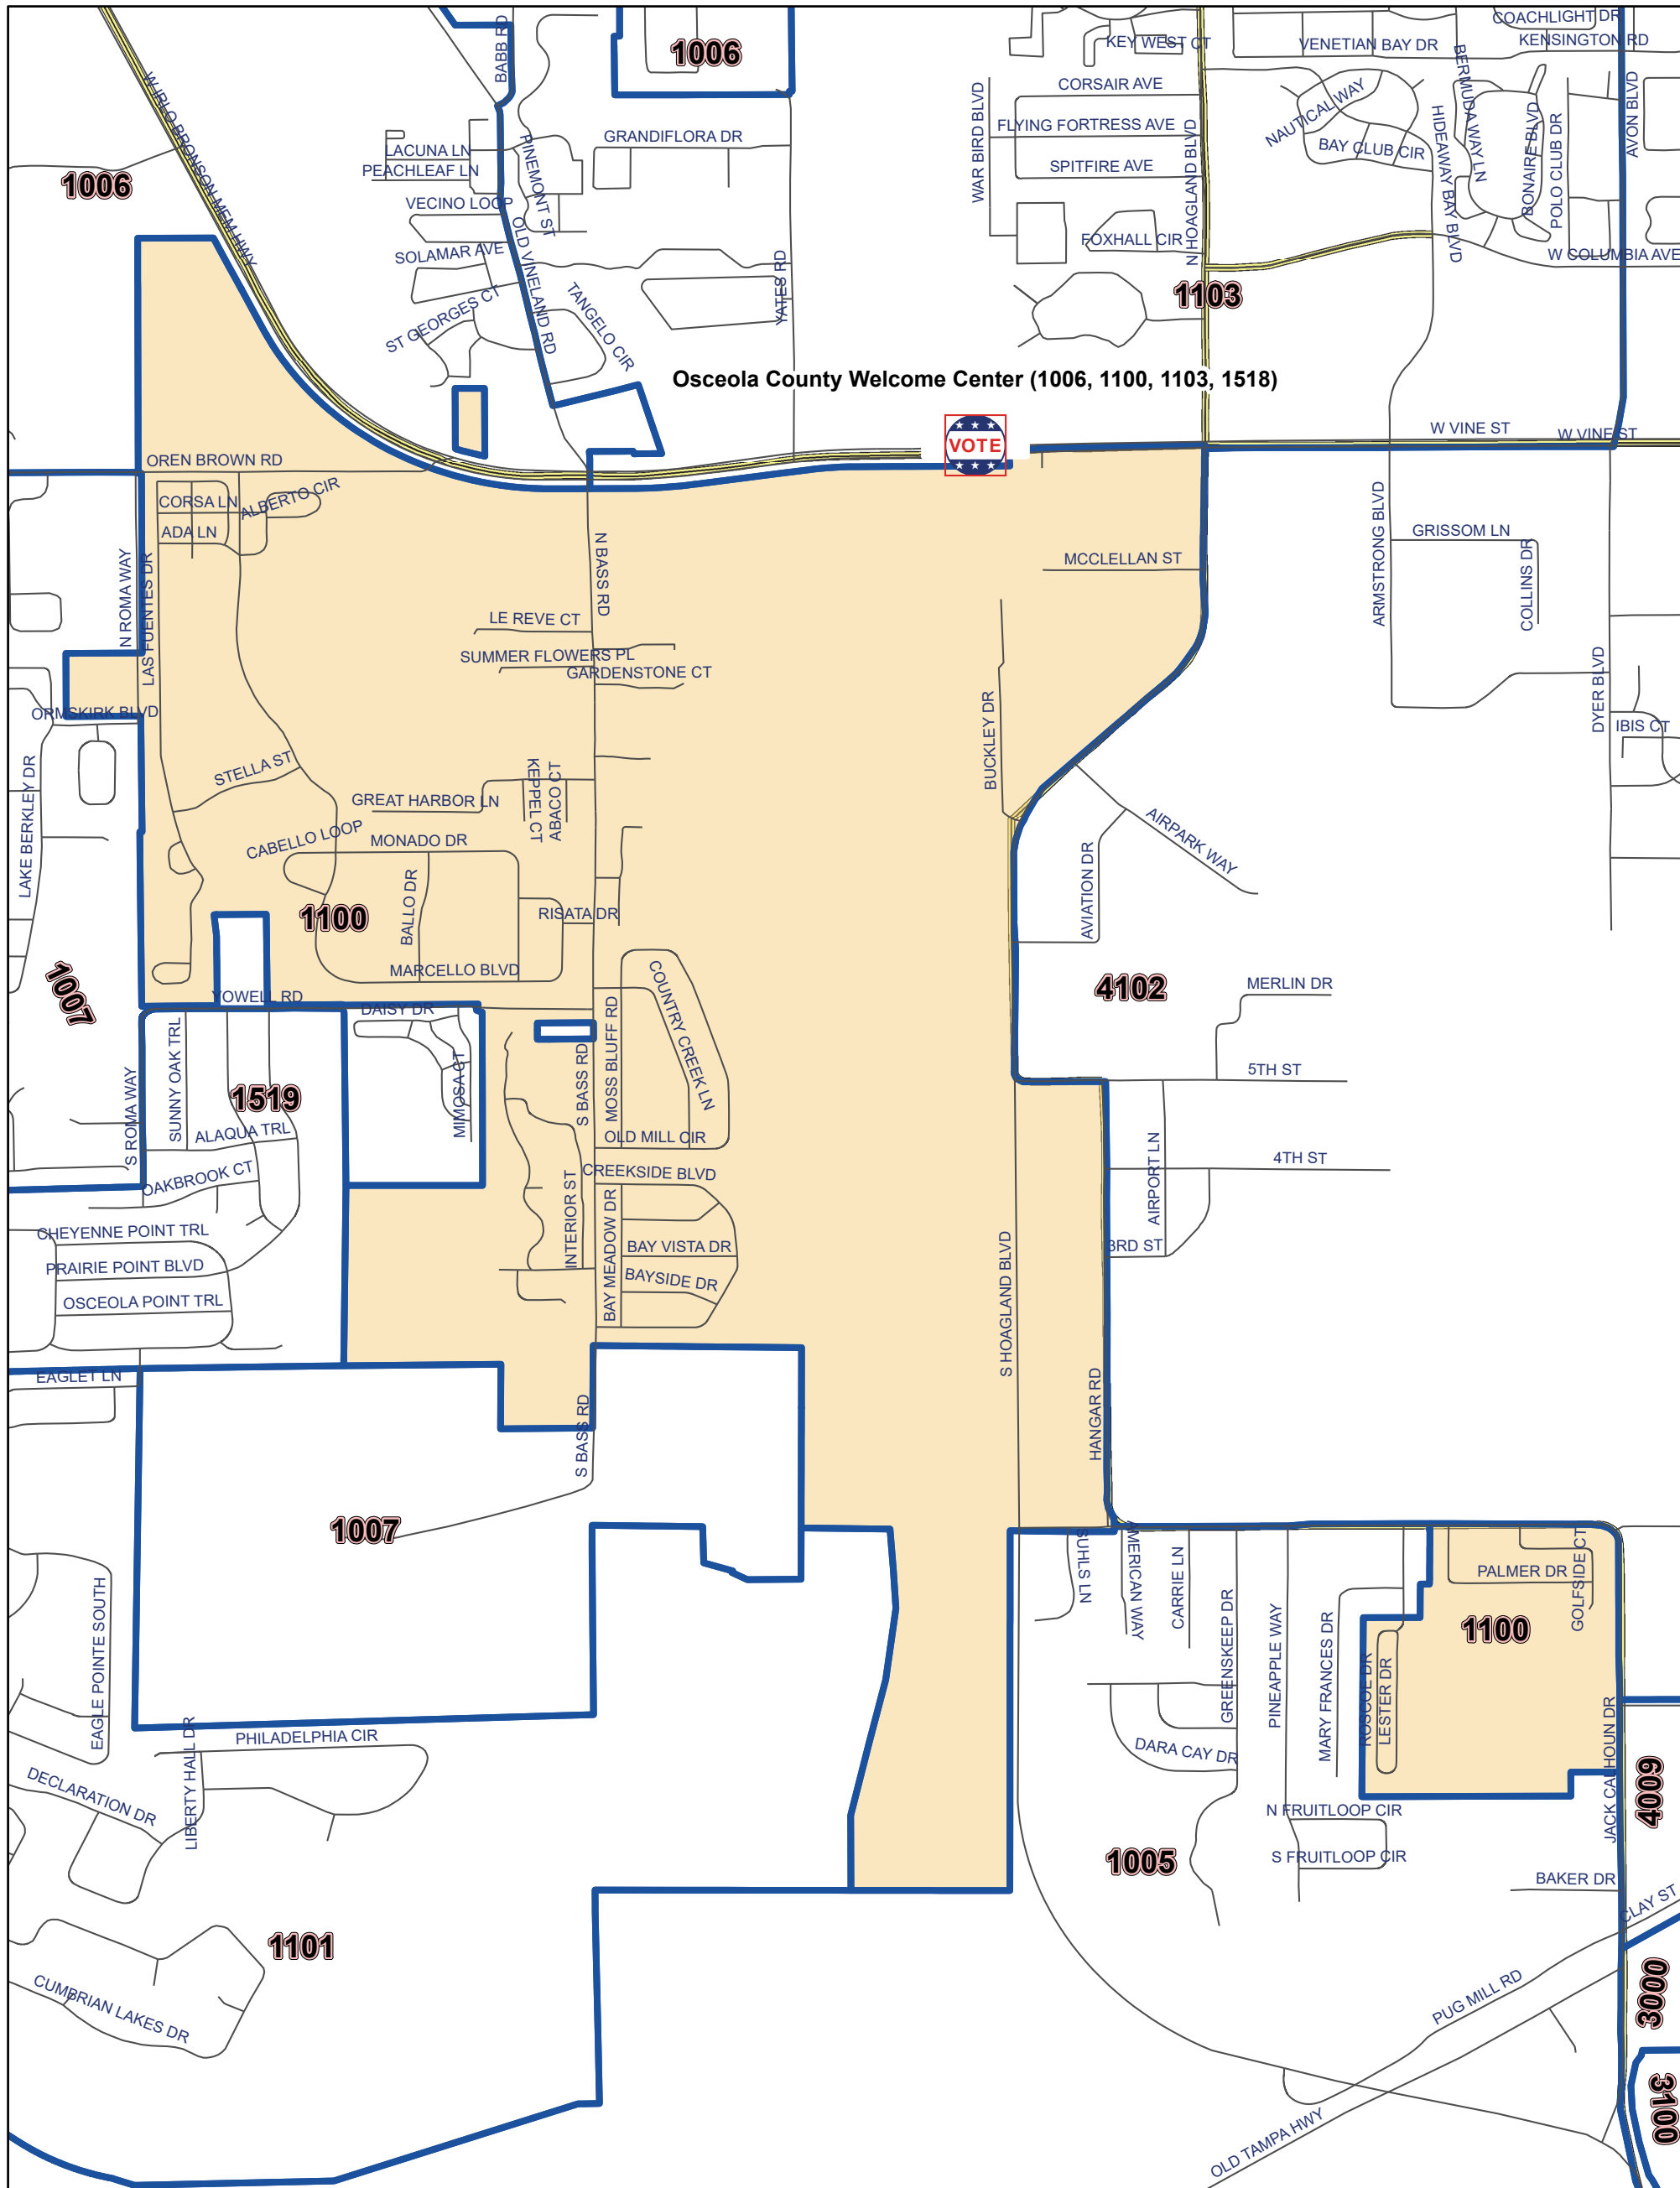 COACHLIGHT DR
KENSINGTON RD
KEY WEST CT
VENETIAN BAY DR
BABB RD
1006
W IRLO BRONSON MEM HWY
CORSAIR AVE
WAR BIRD BLVD
NAUTICAL WAY
BERMUDA WAY LN
AVON BLVD
FLYING FORTRESS AVE
GRANDIFLORA DR
LACUNA LN
PEACHLEAF LN
PINEMONT ST
SPITFIRE AVE
BAY CLUB CIR
HIDEAWAY BAY BLVD
BONAIRE BLVD
POLO CLUB DR
1006
N HOAGLAND BLVD
VECINO LOOP
SOLAMAR AVE
OLD VINELAND RD
FOXHALL CIR
W COLUMBIA AVE
YATES RD
1103
ST GEORGES CT
TANGELO CIR
Osceola County Welcome Center (1006, 1100, 1103, 1518)
VOTE
W VINE ST
W VINE ST
OREN BROWN RD
CORSA LN
ALBERTO CIR
ADA LN
N ROMA WAY
LAS FUENTES DR
N BASS RD
MCCLELLAN ST
ARMSTRONG BLVD
GRISSOM LN
COLLINS DR
LE REVE CT
SUMMER FLOWERS PL
GARDENSTONE CT
BUCKLEY DR
DYER BLVD
IBIS CT
ORMSKIRK BLVD
LAKE BERKLEY DR
STELLA ST
KEPPEL CT
ABACO CT
GREAT HARBOR LN
CABELLO LOOP
MONADO DR
AIRPARK WAY
AVIATION DR
BALLO DR
1100
RISATA DR
MARCELLO BLVD
COUNTRY CREEK LN
1007
4102
MERLIN DR
YOWELL RD
DAISY DR
MOSS BLUFF RD
S BASS RD
SUNNY OAK TRL
MIMOSA CT
5TH ST
1519
S ROMA WAY
ALAQUA TRL
OLD MILL CIR
4TH ST
OAKBROOK CT
CREEKSIDE BLVD
AIRPORT LN
INTERIOR ST
BAY MEADOW DR
CHEYENNE POINT TRL
BAY VISTA DR
3RD ST
PRAIRIE POINT BLVD
BAYSIDE DR
OSCEOLA POINT TRL
S HOAGLAND BLVD
EAGLET LN
HANGAR RD
S BASS RD
1007
SUHLS LN
AMERICAN WAY
CARRIE LN
GOLFSIDE CT
PALMER DR
EAGLE POINTE SOUTH
GREENSKEEP DR
PINEAPPLE WAY
MARY FRANCES DR
1100
ROSCOE DR
LESTER DR
LIBERTY HALL DR
PHILADELPHIA CIR
DARA CAY DR
JACK CALHOUN DR
DECLARATION DR
4009
N FRUITLOOP CIR
1005
S FRUITLOOP CIR
BAKER DR
CLAY ST
1101
CUMBRIAN LAKES DR
PUG MILL RD
3000
3100
OLD TAMPA HWY